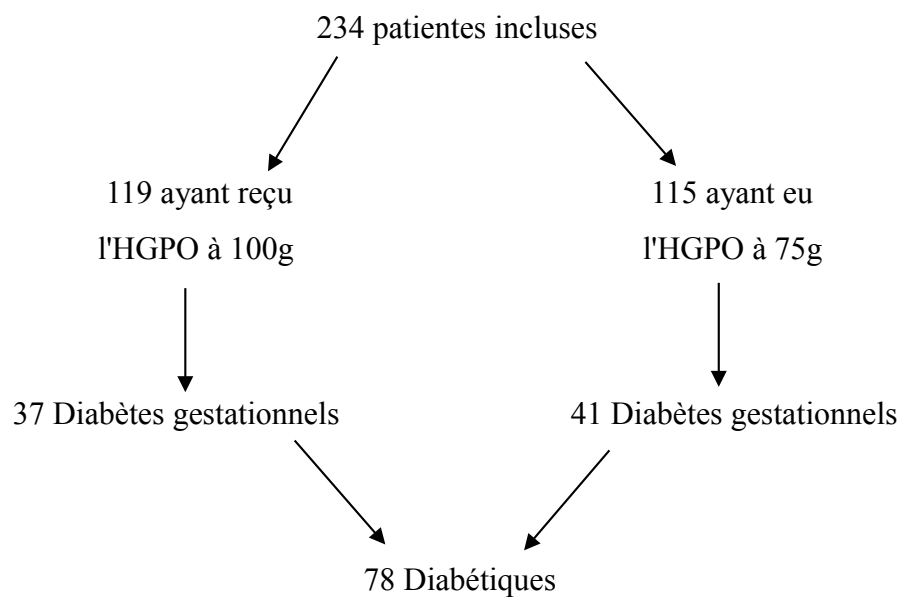 234 patientes incluses
119 ayant reçu
l'HGPO à 100g
115 ayant eu
l'HGPO à 75g
37 Diabètes gestationnels
41 Diabètes gestationnels
78 Diabétiques